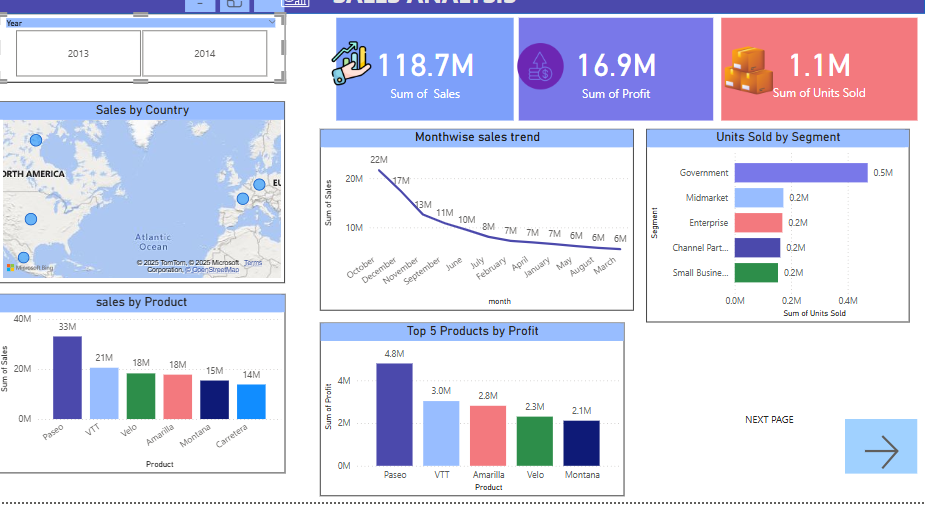 SALES ANALYSIS
Year
2013
2014
118.7M
Sum of Sales
16.9M
Sum of Profit
1.1M
Sum of Units Sold
Sales by Country
ORTH AMERICA
EU
Atlantic
Ocean
Microsoft Bing
© 2025 TomTom, © 2025 Microsoft Terms
Corporation, © OpenStreetMap
Monthwise sales trend
Sum of Sales
20M
10M
22M
17M
13M
11M
10M
8M
7M
7M
7M
6M
6M
6M
October
December
November
September
June
July
February
April
January
May
August
March
month
Units Sold by Segment
Segment
Government
0.5M
Midmarket
0.2M
Enterprise
0.2M
Channel Part...
0.2M
Small Busine...
0.2M
0.0M
0.2M
0.4M
Sum of Units Sold
sales by Product
Sum of Sales
40M
20M
0M
33M
21M
18M
18M
15M
14M
Paseo
VTT
Velo
Amarilla
Montana
Carretera
Product
Top 5 Products by Profit
Sum of Profit
4M
2M
0M
4.8M
3.0M
2.8M
2.3M
2.1M
Paseo
VTT
Amarilla
Velo
Montana
Product
NEXT PAGE